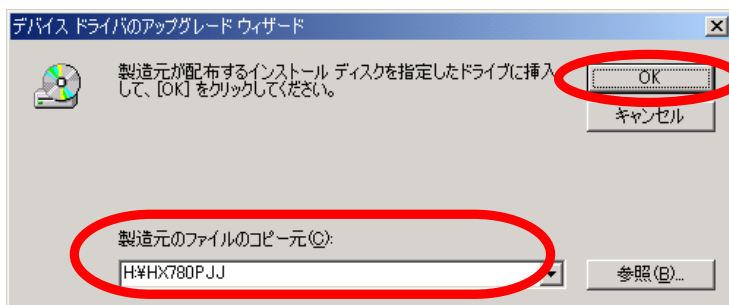 デバイス ドライバのアップグレード ウィザード
製造元が配布するインストール ディスクを指定したドライブに挿入
して、[OK] をクリックしてください。
OK
キャンセル
製造元のファイルのコピー元(C):
H:¥HX780PJJ
参照(B)...